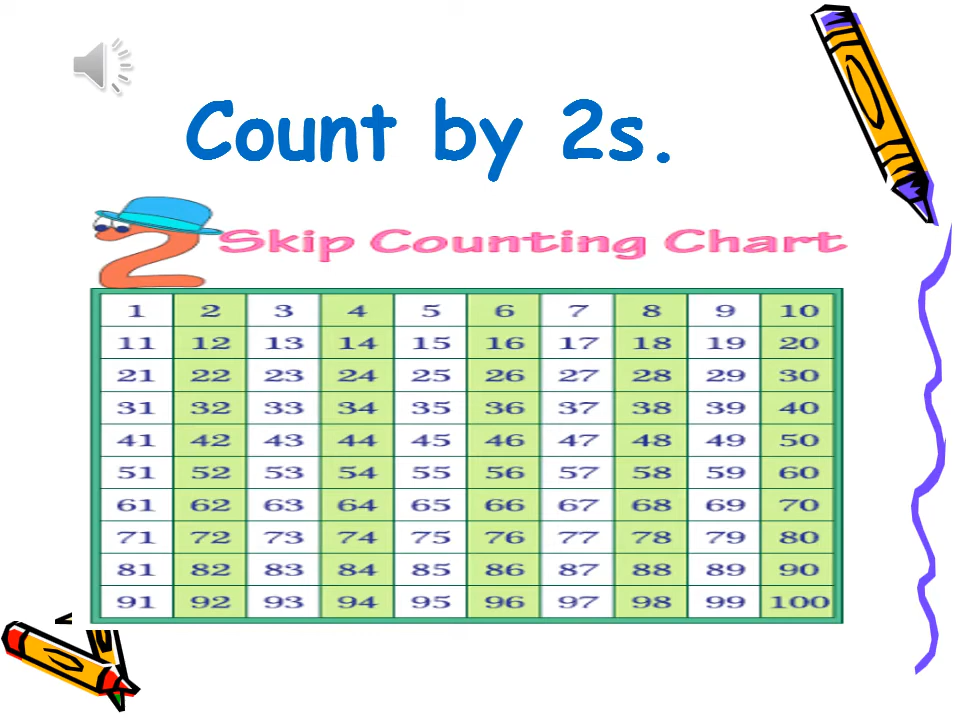 Count by 2s.
2 Skip Counting Chart
1 2 3 4 5 6 7 8 9 10
11 12 13 14 15 16 17 18 19 20
21 22 23 24 25 26 27 28 29 30
31 32 33 34 35 36 37 38 39 40
41 42 43 44 45 46 47 48 49 50
51 52 53 54 55 56 57 58 59 60
61 62 63 64 65 66 67 68 69 70
71 72 73 74 75 76 77 78 79 80
81 82 83 84 85 86 87 88 89 90
91 92 93 94 95 96 97 98 99 100